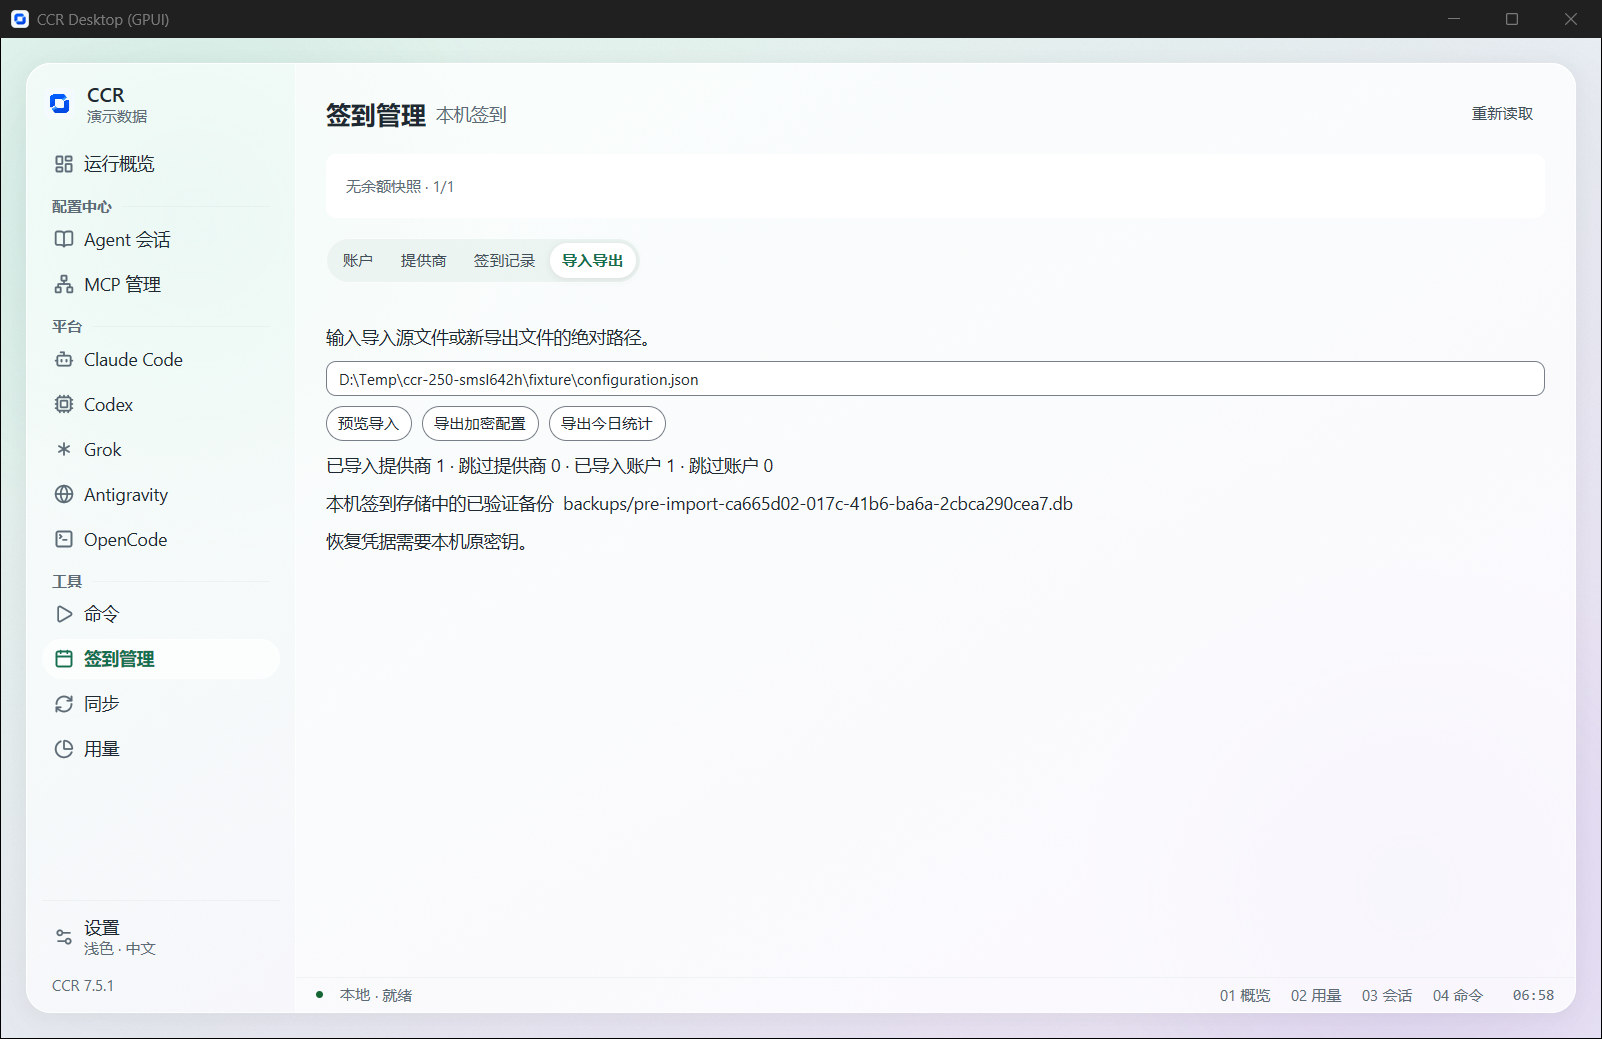 CCR Desktop (GPUI)
CCR
演示数据
运行概览
配置中心
Agent 会话
MCP 管理
平台
Claude Code
Codex
Grok
Antigravity
OpenCode
工具
命令
签到管理
同步
用量
设置
浅色 · 中文
CCR 7.5.1
签到管理 本机签到
重新读取
无余额快照 · 1/1
账户 提供商 签到记录 导入导出
输入导入源文件或新导出文件的绝对路径。
D:\Temp\ccr-250-smsl642h\fixture\configuration.json
预览导入 导出加密配置 导出今日统计
已导入提供商 1 · 跳过提供商 0 · 已导入账户 1 · 跳过账户 0
本机签到存储中的已验证备份 backups/pre-import-ca665d02-017c-41b6-ba6a-2cbca290cea7.db
恢复凭据需要本机原密钥。
本地 · 就绪
01 概览 02 用量 03 会话 04 命令 06:58